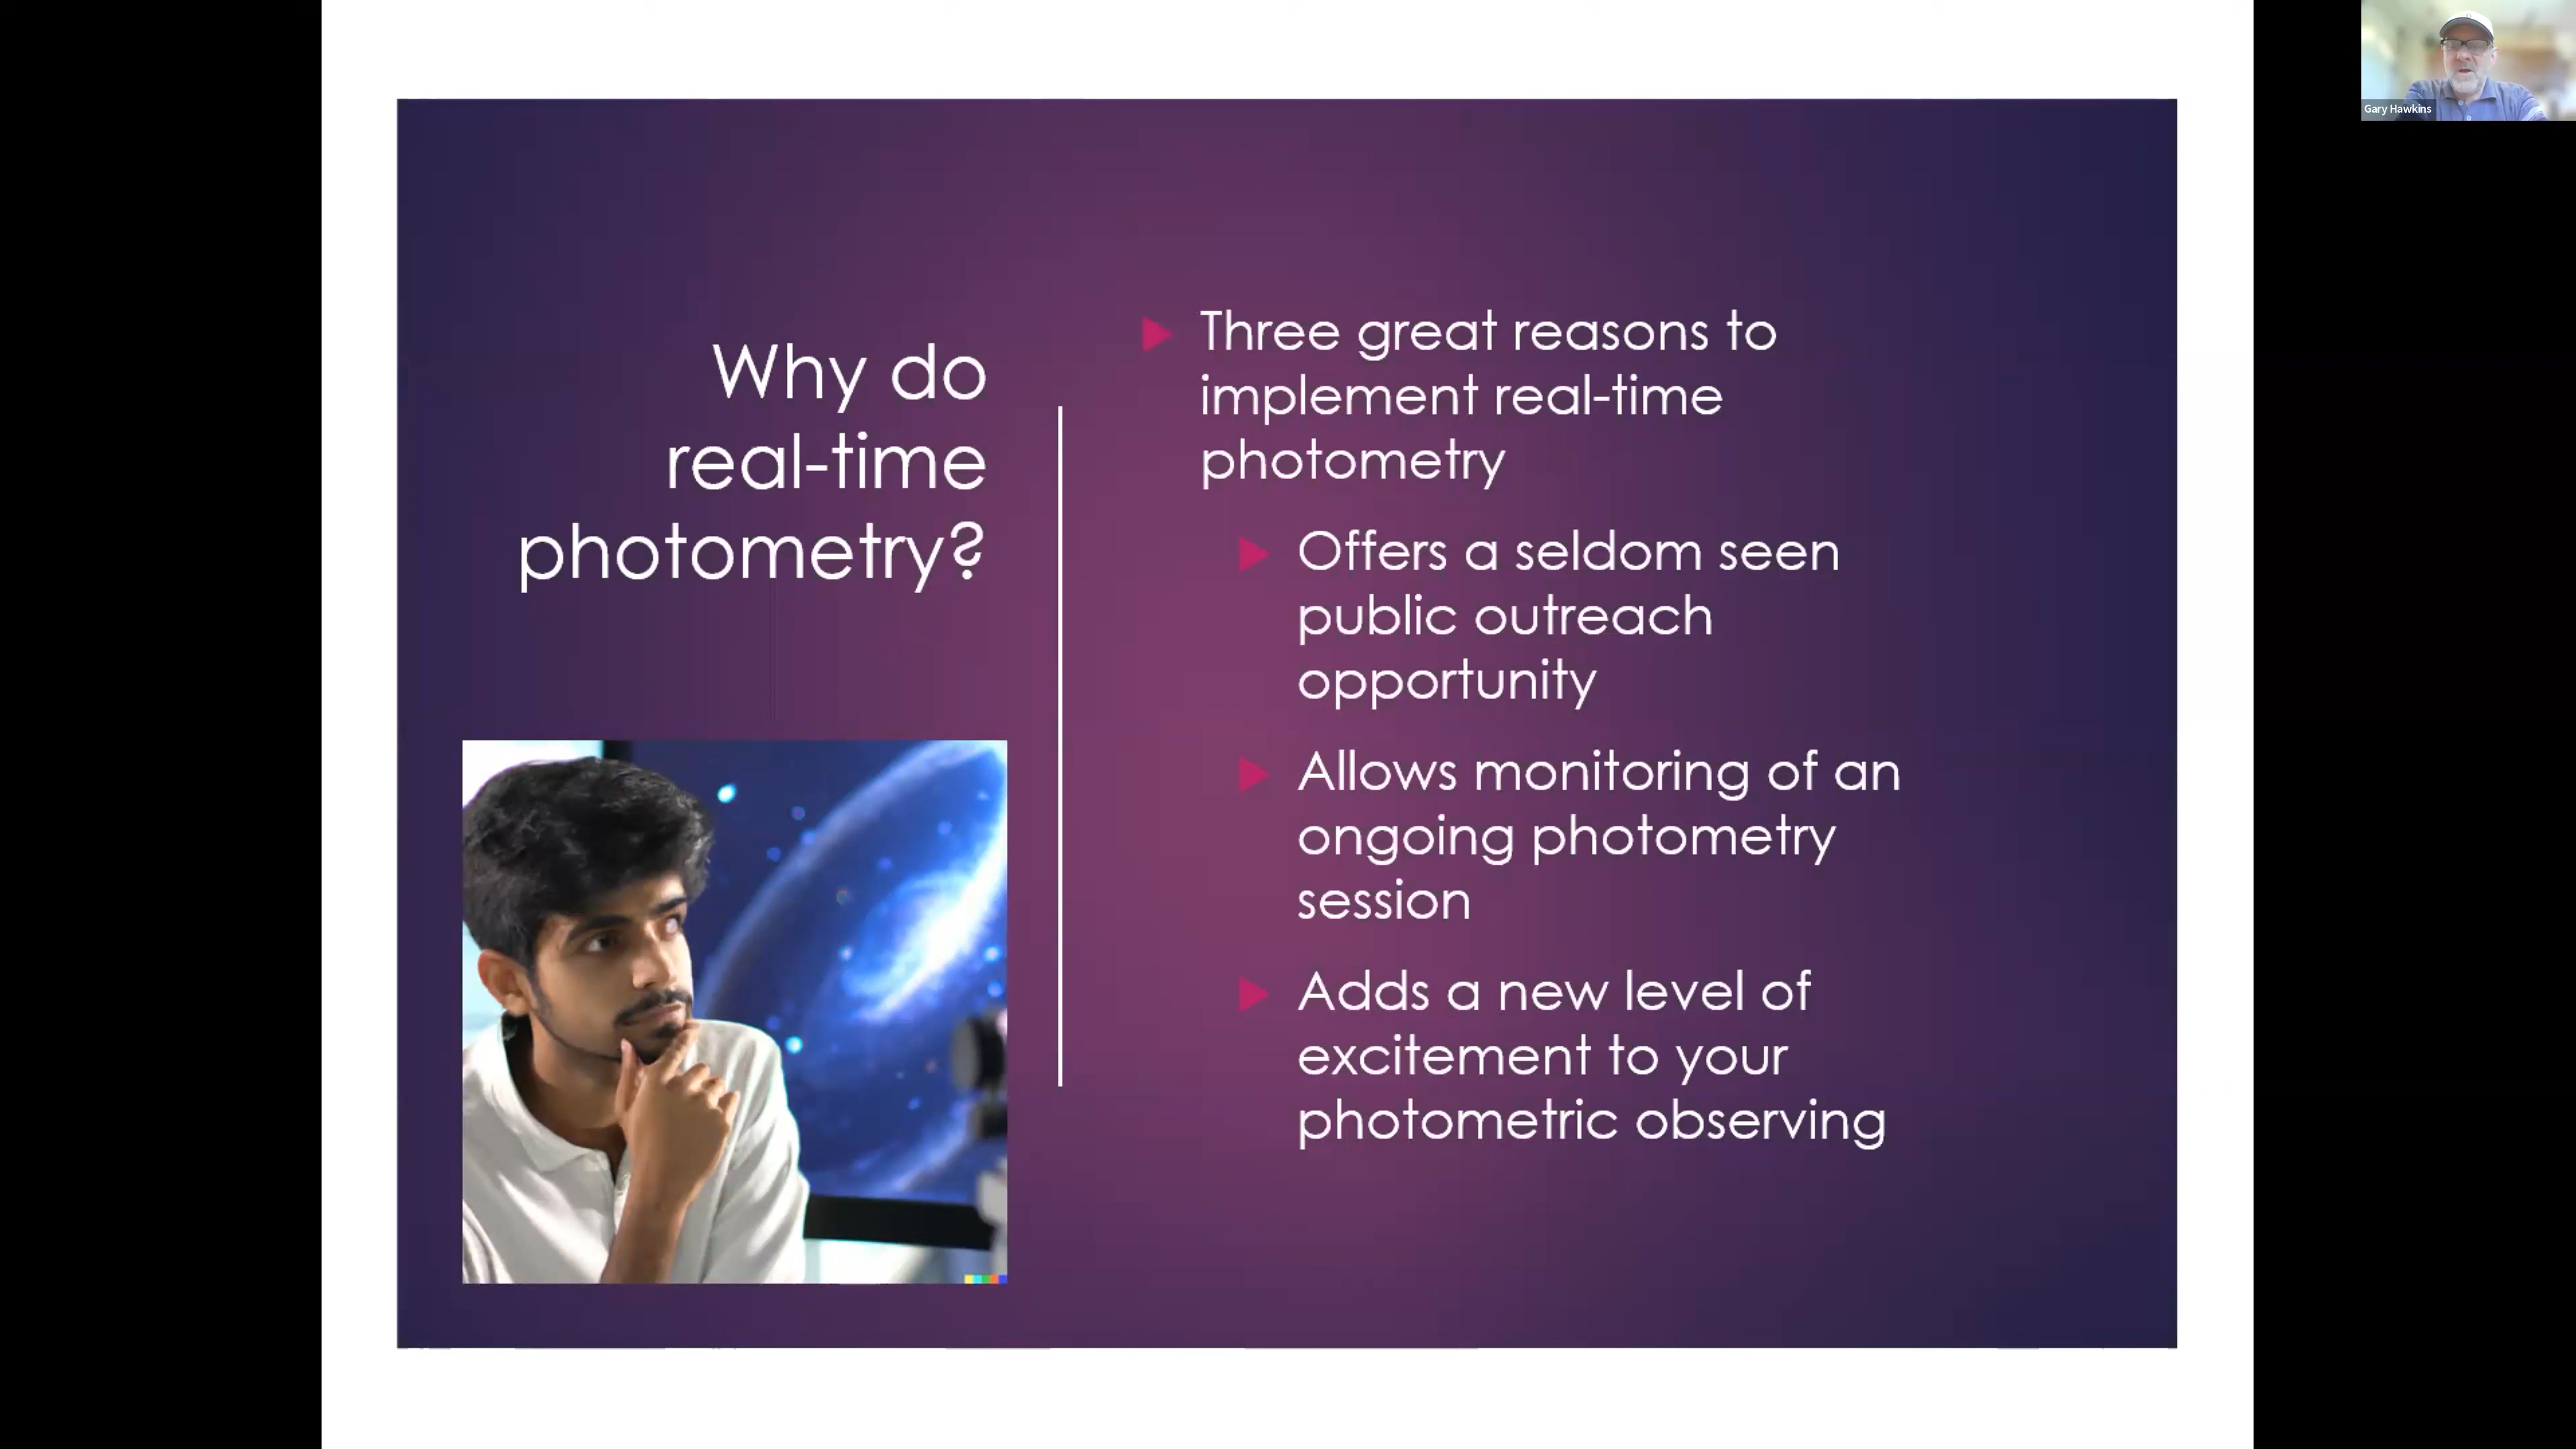 Why do
real-time
photometry?
Three great reasons to
implement real-time
photometry
Offers a seldom seen
public outreach
opportunity
Allows monitoring of an
ongoing photometry
session
Adds a new level of
excitement to your
photometric observing
Gary Hawkins